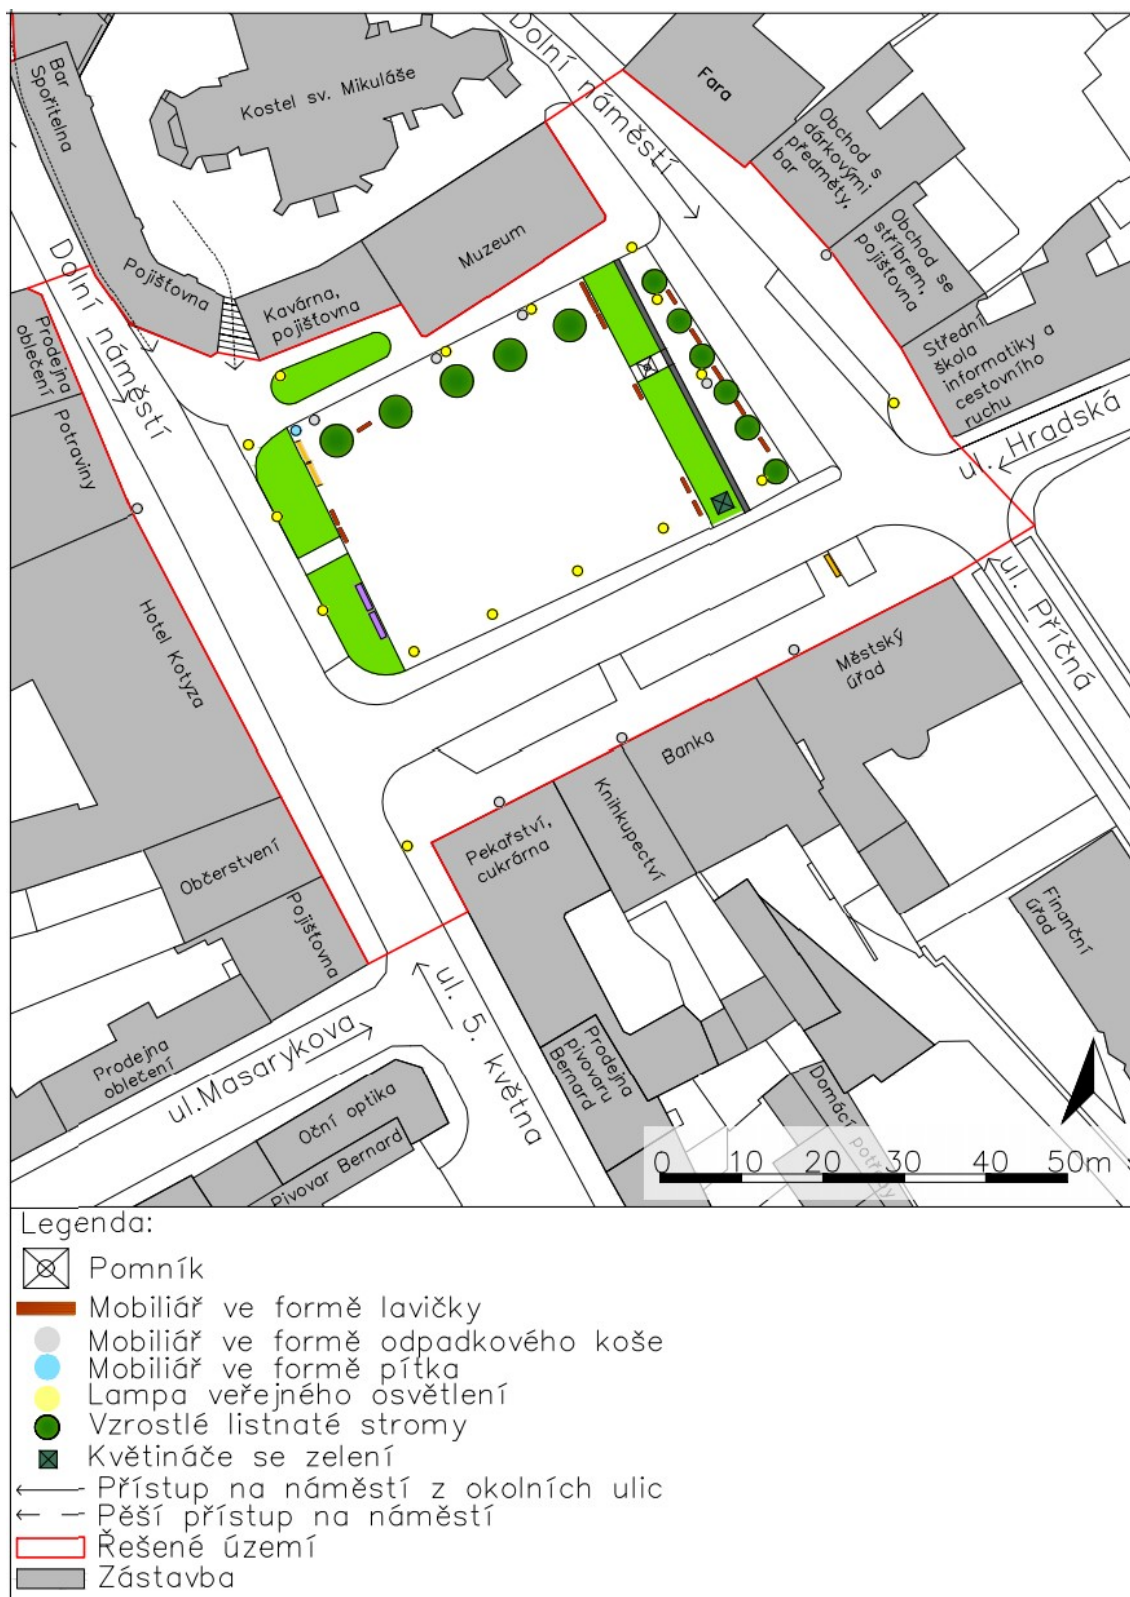 Dolní náměstí
Bar
Spořitelna
Kostel sv. Mikuláše
Fara
Obchod s
dárkovými
předměty,
bar
Obchod se
stříbrem,
pojišťovna
Střední
škola
informatiky a
cestovního
ruchu
Muzeum
Pojišťovna
Kavárna,
pojišťovna
Dolní náměstí
Prodejna
oblečení
Potraviny
ul. Hradská
ul. Příčná
Hotel Kotyza
Městský
úřad
Banka
Knihkupectví
Pekařství,
cukrárna
Občerstvení
Pojišťovna
Finanční
úřad
ul. 5. května
Prodejna
pivovaru
Bernard
Domácí potřeby
Prodejna
oblečení
ul.Masarykova
Oční optika
Pivovar Bernard
0 10 20 30 40 50m
Legenda:
Pomník
Mobiliář ve formě lavičky
Mobiliář ve formě odpadkového koše
Mobiliář ve formě pítka
Lampa veřejného osvětlení
Vzrostlé listnaté stromy
Květináče se zelení
Přístup na náměstí z okolních ulic
Pěší přístup na náměstí
Řešené území
Zástavba